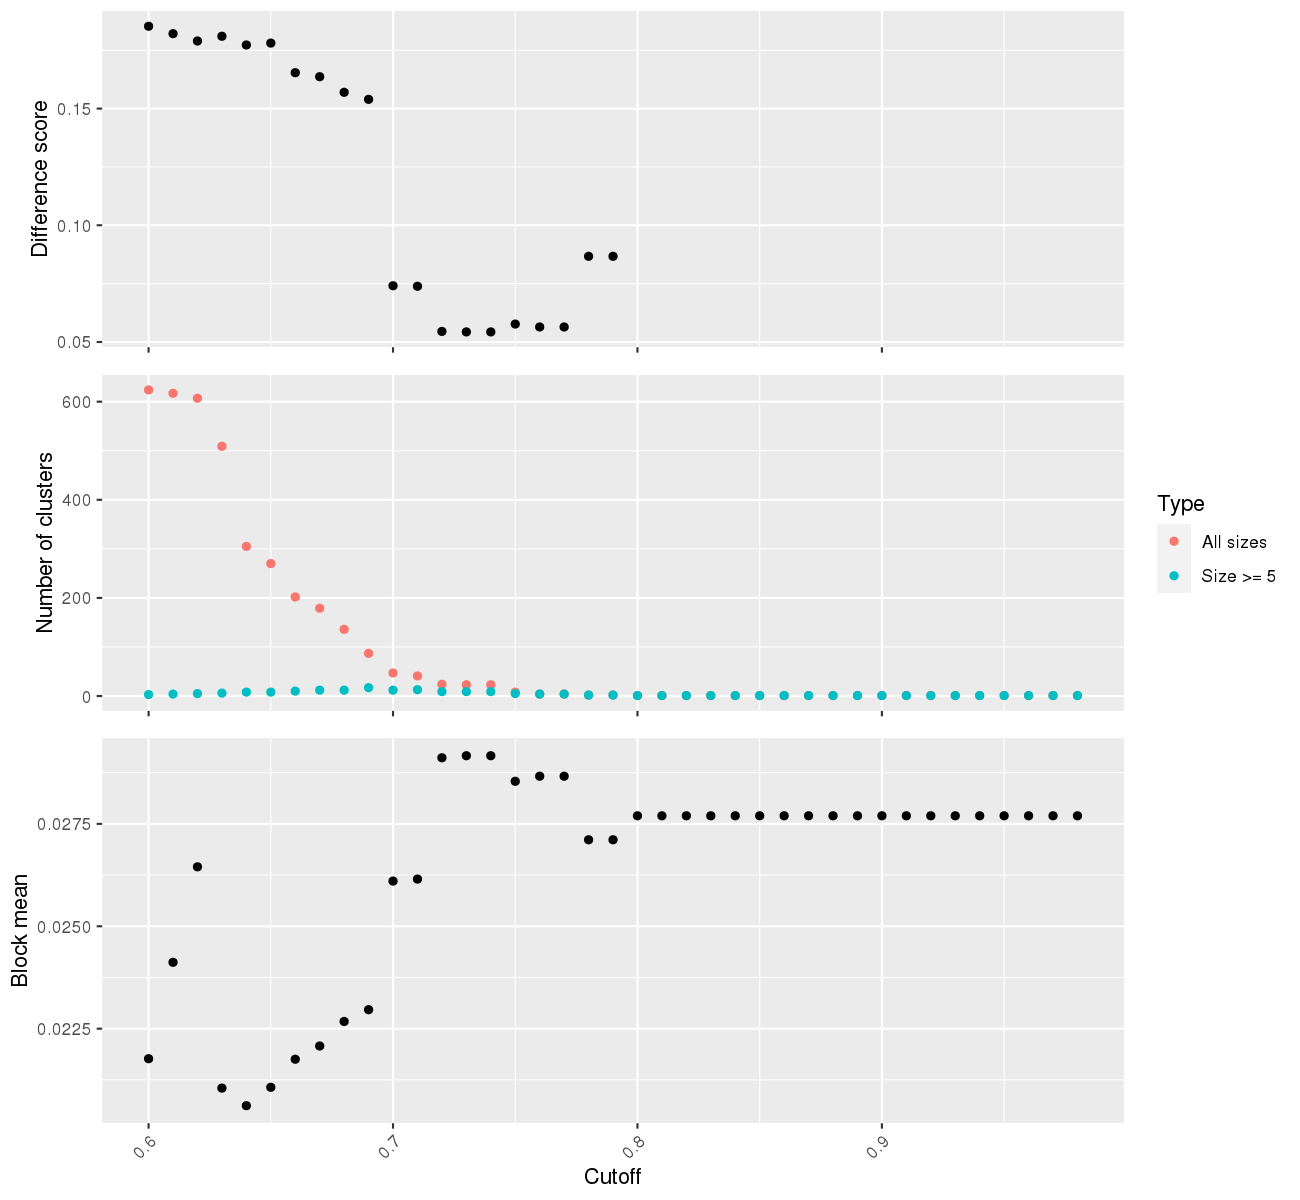 Difference score
0.15
0.10
0.05
Number of clusters
600
400
200
0
Type
All sizes
Size >= 5
Block mean
0.0275
0.0250
0.0225
0.6
0.7
0.8
0.9
Cutoff